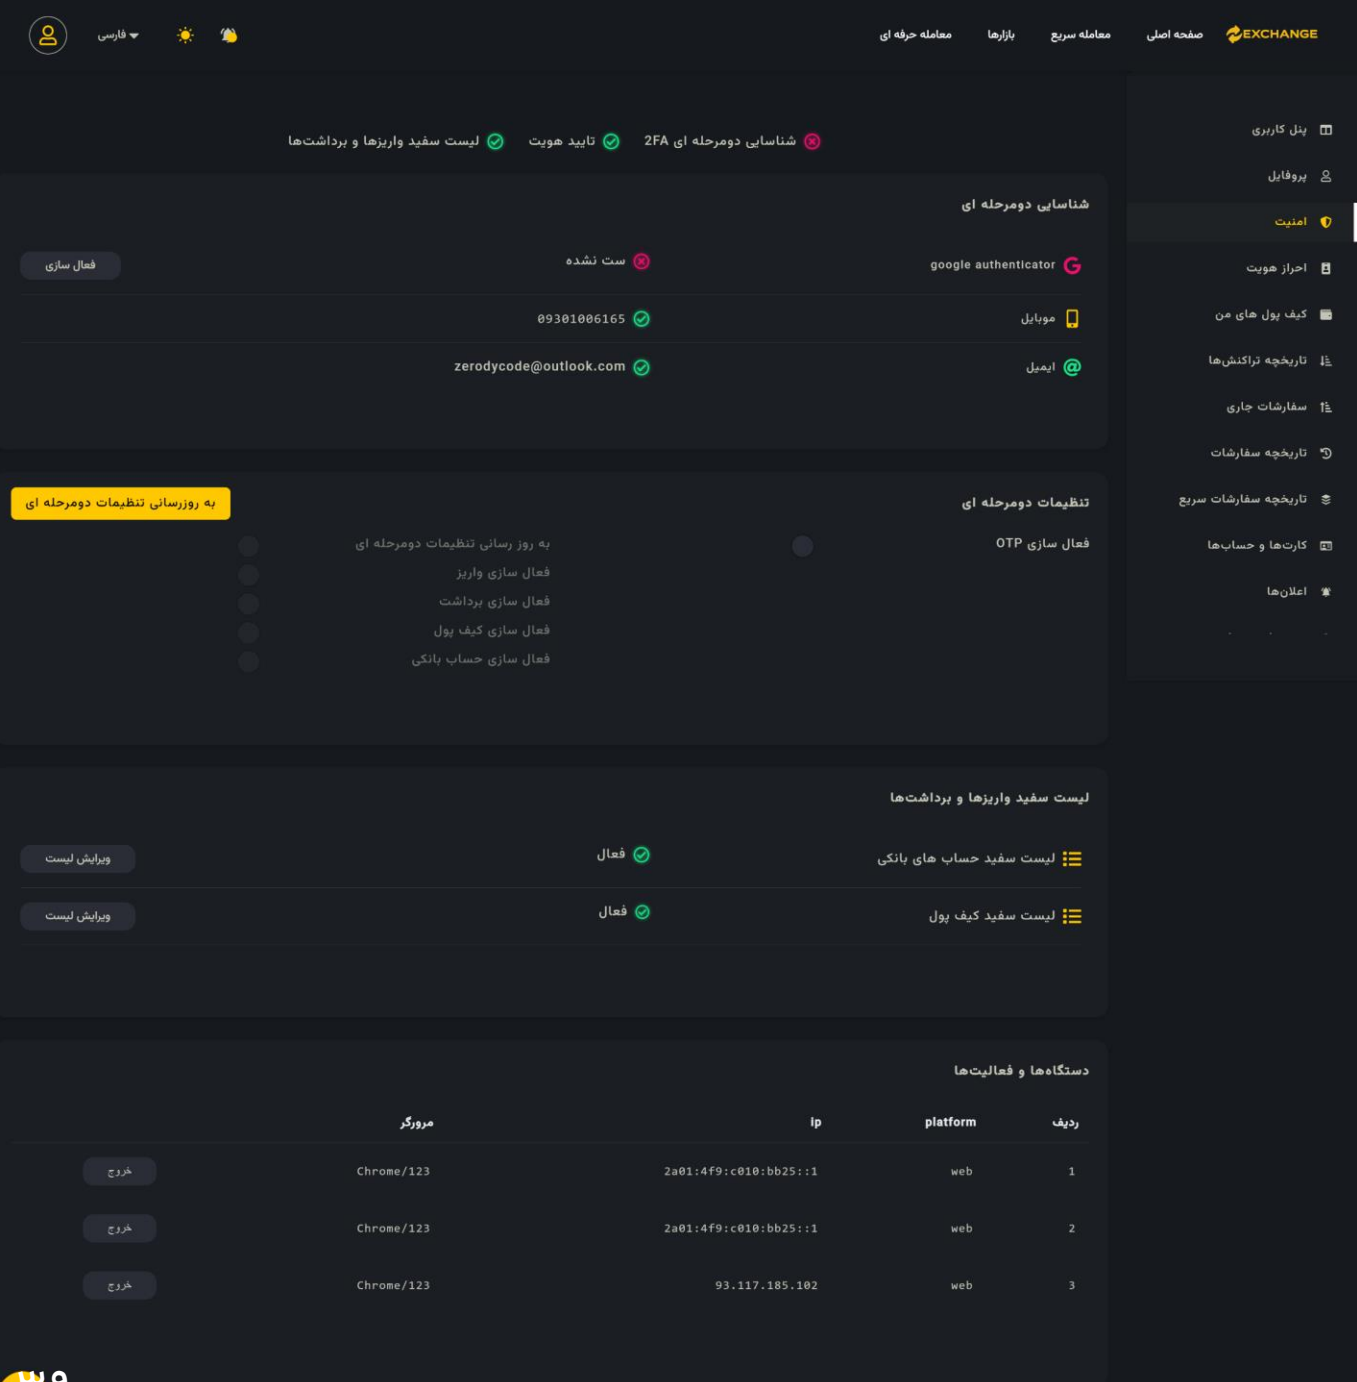 EXCHANGE
صفحه اصلی
معامله سریع
بازارها
معامله حرفه ای
فارسی
پنل کاربری
پروفایل
امنیت
احراز هویت
کیف پول های من
تاریخچه تراکنش‌ها
سفارشات جاری
تاریخچه سفارشات
تاریخچه سفارشات سریع
کارت‌ها و حساب‌ها
اعلان‌ها
شناسایی دومرحله ای 2FA تایید هویت لیست سفید واریزها و برداشت‌ها
شناسایی دومرحله ای
google authenticator ست نشده فعال سازی
موبایل 09301006165
ایمیل zerodycode@outlook.com
تنظیمات دومرحله ای به روزرسانی تنظیمات دومرحله ای
فعال سازی OTP به روز رسانی تنظیمات دومرحله ای
فعال سازی واریز
فعال سازی برداشت
فعال سازی کیف پول
فعال سازی حساب بانکی
لیست سفید واریزها و برداشت‌ها
لیست سفید حساب های بانکی فعال ویرایش لیست
لیست سفید کیف پول فعال ویرایش لیست
دستگاه‌ها و فعالیت‌ها
ردیف platform ip مرورگر
1 web 2a01:4f9:c010:bb25::1 Chrome/123 خروج
2 web 2a01:4f9:c010:bb25::1 Chrome/123 خروج
3 web 93.117.185.102 Chrome/123 خروج
۳۹